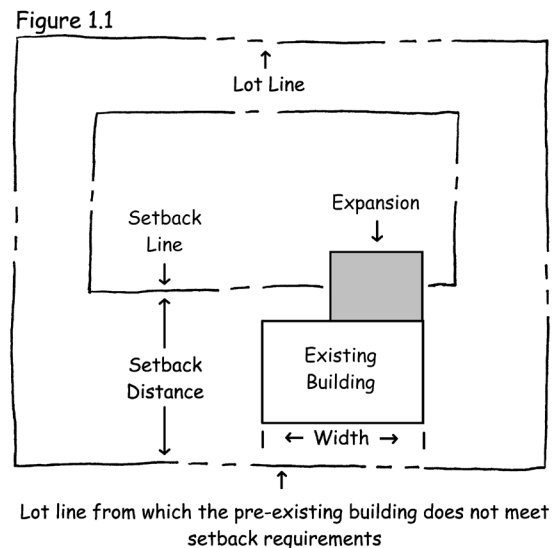 Figure 1.1
Lot Line
Expansion
Setback
Line
Setback
Distance
Existing
Building
← Width →
Lot line from which the pre-existing building does not meet
setback requirements